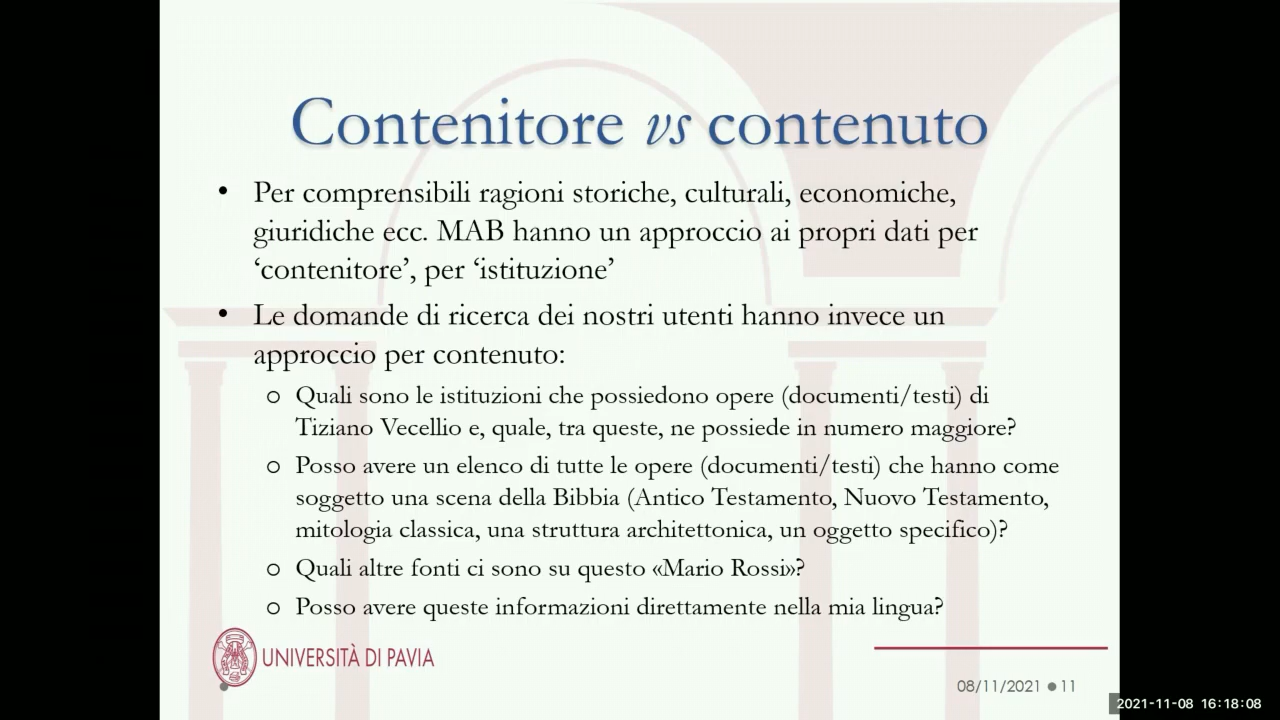 Contenitore vs contenuto
• Per comprensibili ragioni storiche, culturali, economiche,
giuridiche ecc. MAB hanno un approccio ai propri dati per
‘contenitore’, per ‘istituzione’
• Le domande di ricerca dei nostri utenti hanno invece un
approccio per contenuto:
o Quali sono le istituzioni che possiedono opere (documenti/testi) di
Tiziano Vecellio e, quale, tra queste, ne possiede in numero maggiore?
o Posso avere un elenco di tutte le opere (documenti/testi) che hanno come
soggetto una scena della Bibbia (Antico Testamento, Nuovo Testamento,
mitologia classica, una struttura architettonica, un oggetto specifico)?
o Quali altre fonti ci sono su questo «Mario Rossi»?
o Posso avere queste informazioni direttamente nella mia lingua?
UNIVERSITÀ DI PAVIA
08/11/2021 ● 11
2021-11-08 16:18:08